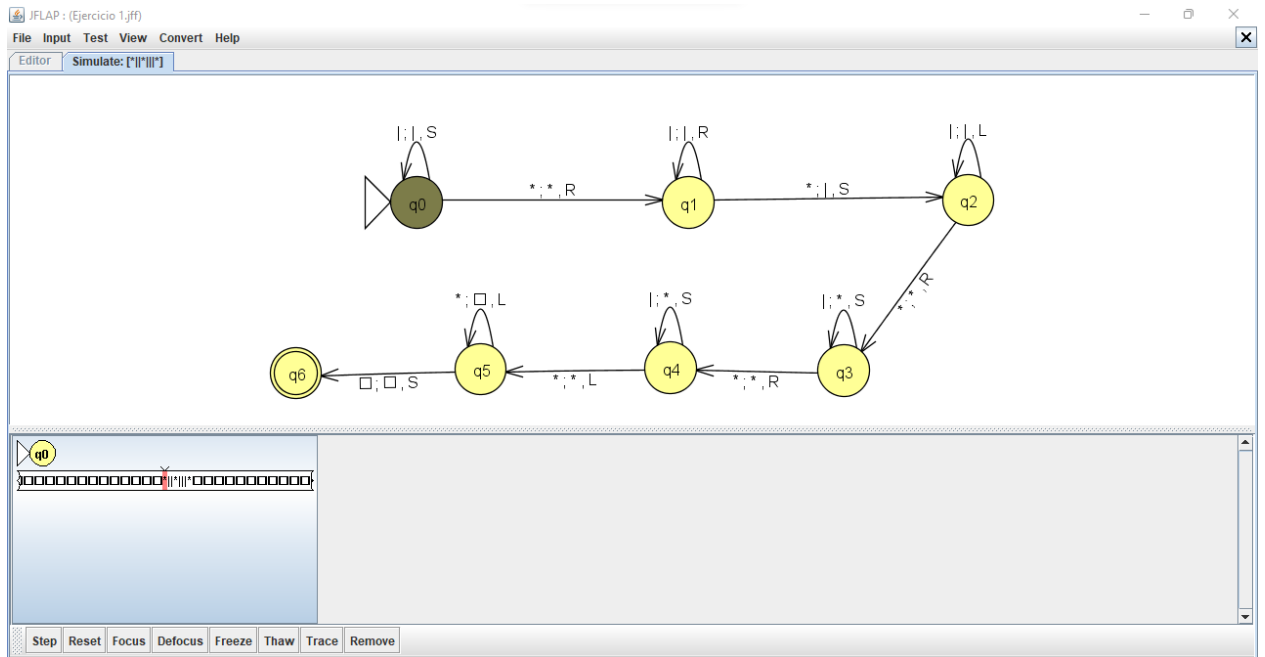 JFLAP : (Ejercicio 1.jff)
File Input Test View Convert Help
Editor Simulate: [*||*|||*]
|;|,S
|;|,R
|;|,L
q0
*;*,R
q1
*;|,S
q2
*;*,R
*;□,L
|;*,S
|;*,S
q6
□;□,S
q5
*;*,L
q4
*;*,R
q3
q0
□□□□□□□□□□□□□*||*|||*□□□□□□□□□□□
Step Reset Focus Defocus Freeze Thaw Trace Remove